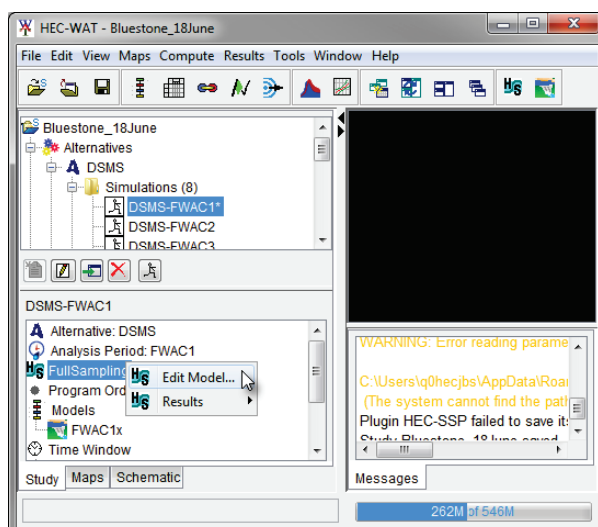 HEC-WAT - Bluestone_18June
File Edit View Maps Compute Results Tools Window Help
Bluestone_18June
Alternatives
DSMS
Simulations (8)
DSMS-FWAC1*
DSMS-FWAC2
DSMS-FWAC3
DSMS-FWAC1
Alternative: DSMS
Analysis Period: FWAC1
FullSampling
Edit Model...
Program Ord
Results
Models
FWAC1x
Time Window
Study Maps Schematic
WARNING: Error reading parame
C:\Users\q0hecjbs\AppData\Roar
(The system cannot find the path
Plugin HEC-SSP failed to save its
Study Bluestone_18June saved
Messages
262M of 546M